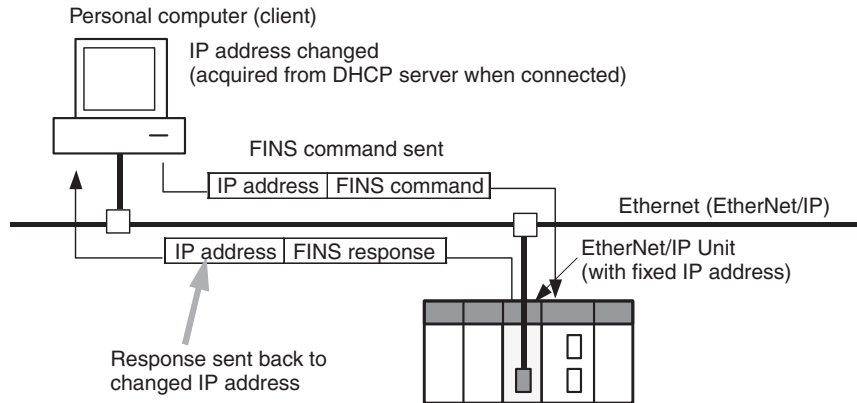 Personal computer (client)
IP address changed
(acquired from DHCP server when connected)
FINS command sent
IP address FINS command
Ethernet (EtherNet/IP)
IP address FINS response
EtherNet/IP Unit
(with fixed IP address)
Response sent back to
changed IP address